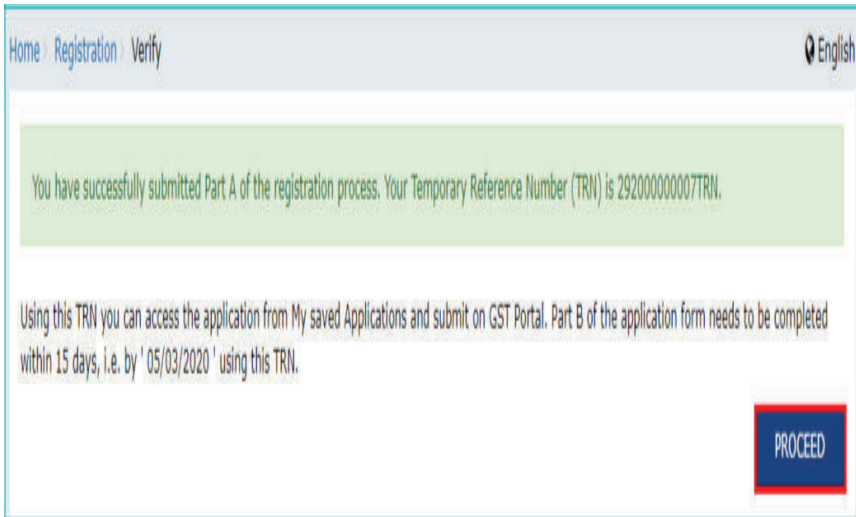 Home Registration Verify English
You have successfully submitted Part A of the registration process. Your Temporary Reference Number (TRN) is 292000000007TRN.
Using this TRN you can access the application from My saved Applications and submit on GST Portal. Part B of the application form needs to be completed
within 15 days, i.e. by ' 05/03/2020 ' using this TRN.
PROCEED